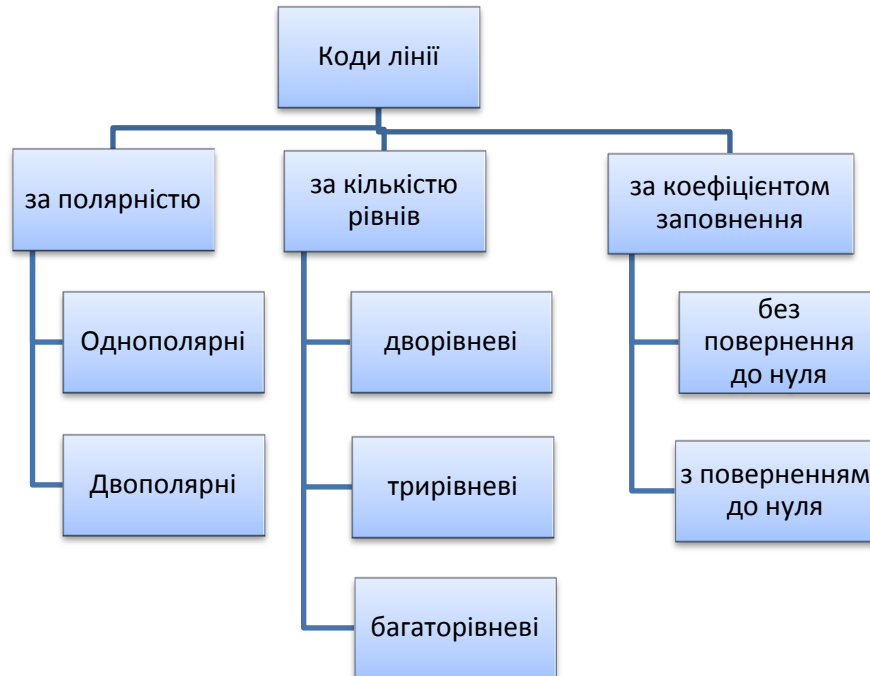 Коди лінії
за полярністю
Однополярні
Двополярні
за кількістю
рівнів
дворівневі
трирівневі
багаторівневі
за коефіцієнтом
заповнення
без
повернення
до нуля
з поверненням
до нуля